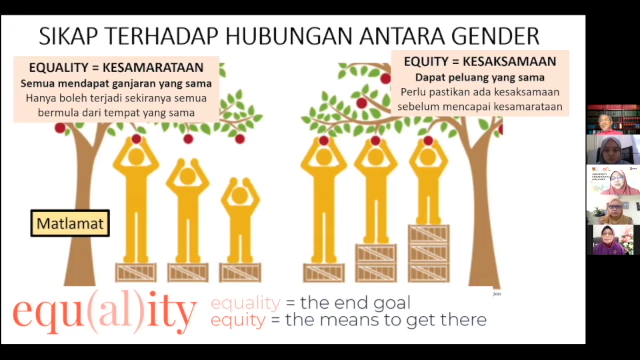 SIKAP TERHADAP HUBUNGAN ANTARA GENDER
EQUALITY = KESAMARATAAN
Semua mendapat ganjaran yang sama
Hanya boleh terjadi sekiranya semua
bermula dari tempat yang sama
EQUITY = KESAKSAMAAN
Dapat peluang yang sama
Perlu pastikan ada kesaksamaan
sebelum mencapai kesamarataan
Matlamat
equ(al)ity
equality = the end goal
equity = the means to get there